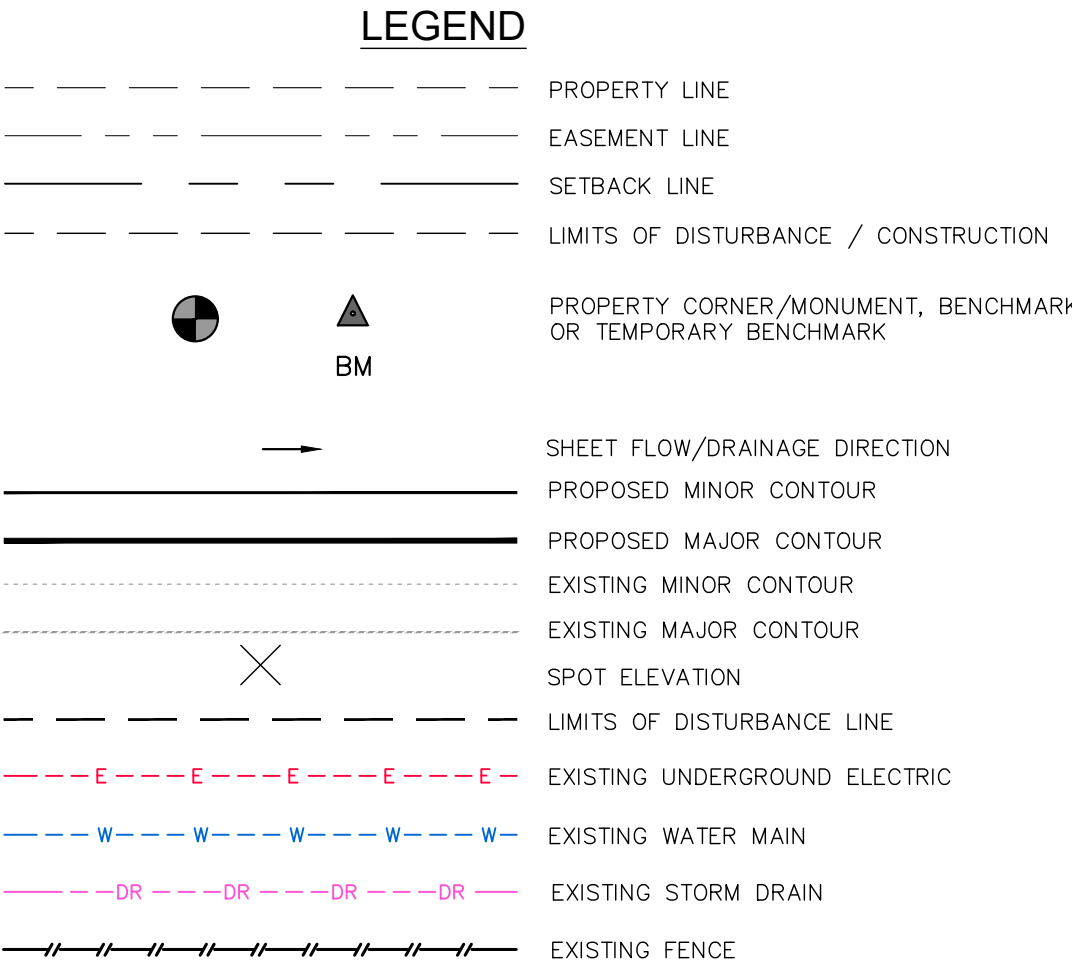 LEGEND
PROPERTY LINE
EASEMENT LINE
SETBACK LINE
LIMITS OF DISTURBANCE / CONSTRUCTION
PROPERTY CORNER/MONUMENT, BENCHMARK
OR TEMPORARY BENCHMARK
BM
SHEET FLOW/DRAINAGE DIRECTION
PROPOSED MINOR CONTOUR
PROPOSED MAJOR CONTOUR
EXISTING MINOR CONTOUR
EXISTING MAJOR CONTOUR
SPOT ELEVATION
LIMITS OF DISTURBANCE LINE
E E E E E EXISTING UNDERGROUND ELECTRIC
W W W W W EXISTING WATER MAIN
DR DR DR DR EXISTING STORM DRAIN
EXISTING FENCE